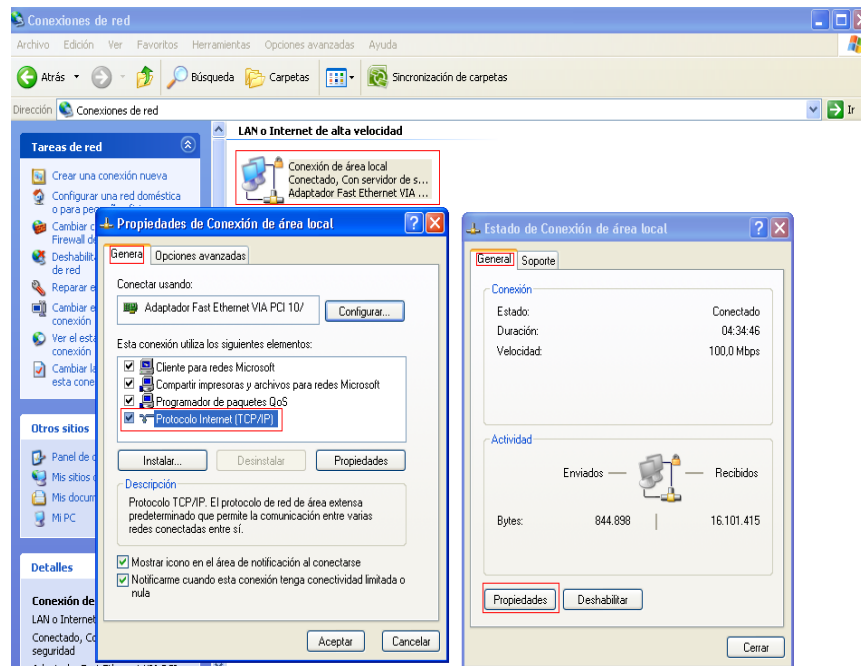 Conexiones de red
Archivo Edición Ver Favoritos Herramientas Opciones avanzadas Ayuda
Atrás Búsqueda Carpetas Sincronización de carpetas
Dirección Conexiones de red Ir
Tareas de red
Crear una conexión nueva
Configurar una red doméstica
o para
Cambiar
Firewall
de red
Reparar
Cambiar
conexión
Ver el
conexión
Cambiar
esta
Otros sitios
Panel de
Mis sitios
Mis
Mi PC
Detalles
Conexión de
LAN o Internet
Conectado,
seguridad
LAN o Internet de alta velocidad
Conexión de área local
Conectado, Con servidor de s...
Adaptador Fast Ethernet VIA ...
Propiedades de Conexión de área local
General Opciones avanzadas
Conectar usando:
Adaptador Fast Ethernet VIA PCI 10/ Configurar...
Esta conexión utiliza los siguientes elementos:
Cliente para redes Microsoft
Compartir impresoras y archivos para redes Microsoft
Programador de paquetes QoS
Protocolo Internet (TCP/IP)
Instalar... Desinstalar Propiedades
Descripción
Protocolo TCP/IP. El protocolo de red de área extensa
predeterminado que permite la comunicación entre varias
redes conectadas entre sí.
Mostrar icono en el área de notificación al conectarse
Notificarme cuando esta conexión tenga conectividad limitada o
nula
Aceptar Cancelar
Estado de Conexión de área local
General Soporte
Conexión
Estado: Conectado
Duración: 04:34:46
Velocidad: 100,0 Mbps
Actividad
Enviados — — Recibidos
Bytes: 844.898 | 16.101.415
Propiedades Deshabilitar
Cerrar